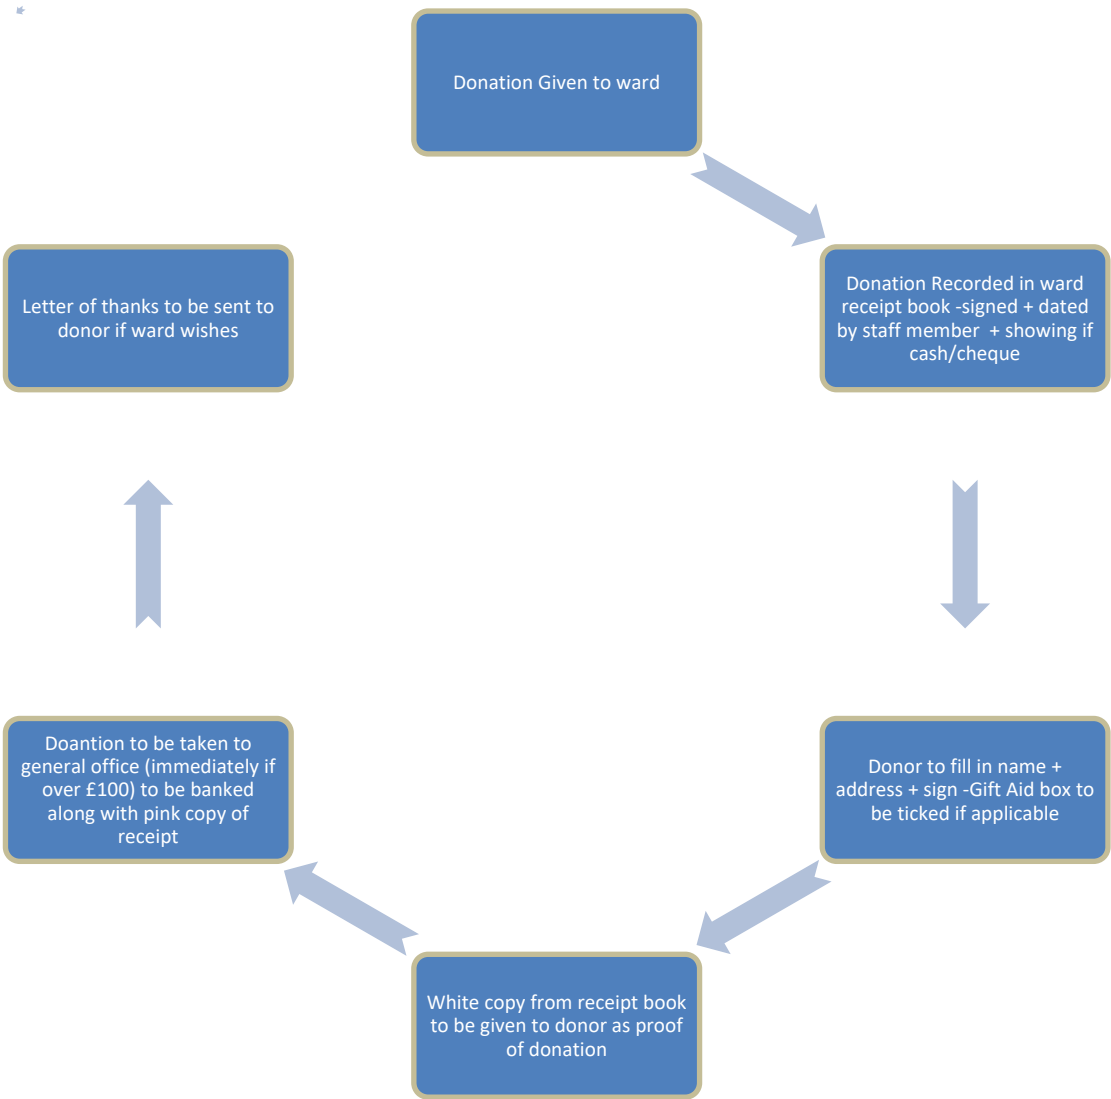 Donation Given to ward
Donation Recorded in ward
receipt book -signed + dated
by staff member  + showing if
cash/cheque
Donor to fill in name +
address + sign -Gift Aid box to
be ticked if applicable
White copy from receipt book
to be given to donor as proof
of donation
Doantion to be taken to
general office (immediately if
over £100) to be banked
along with pink copy of
receipt
Letter of thanks to be sent to
donor if ward wishes